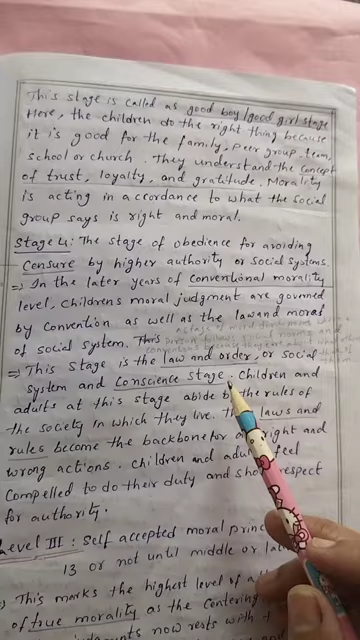 This stage is called as good boy/good girl stage
Here, the children do the right thing because
it is good for the family, peer group, team,
school or church. They understand the concept
of trust, loyalty, and gratitude. Morality
is acting in accordance to what the social
group says is right and moral.
Stage 4: The stage of obedience for avoiding
censure by higher authority or social systems.
⇒ In the later years of conventional morality
level, childrens moral judgment are governed
by convention as well as the law and moral
of social system. This
⇒ This stage is the law and order, or social
system and conscience stage. Children and
adults at this stage abide by the rules of
the society in which they live. laws and
rules become the backbone for right and
wrong actions. children and feel
compelled to do their duty and show respect
for authority.
Level III: Self accepted moral
13 or not until middle or
This marks the highest level of
of true morality as the
now rests with